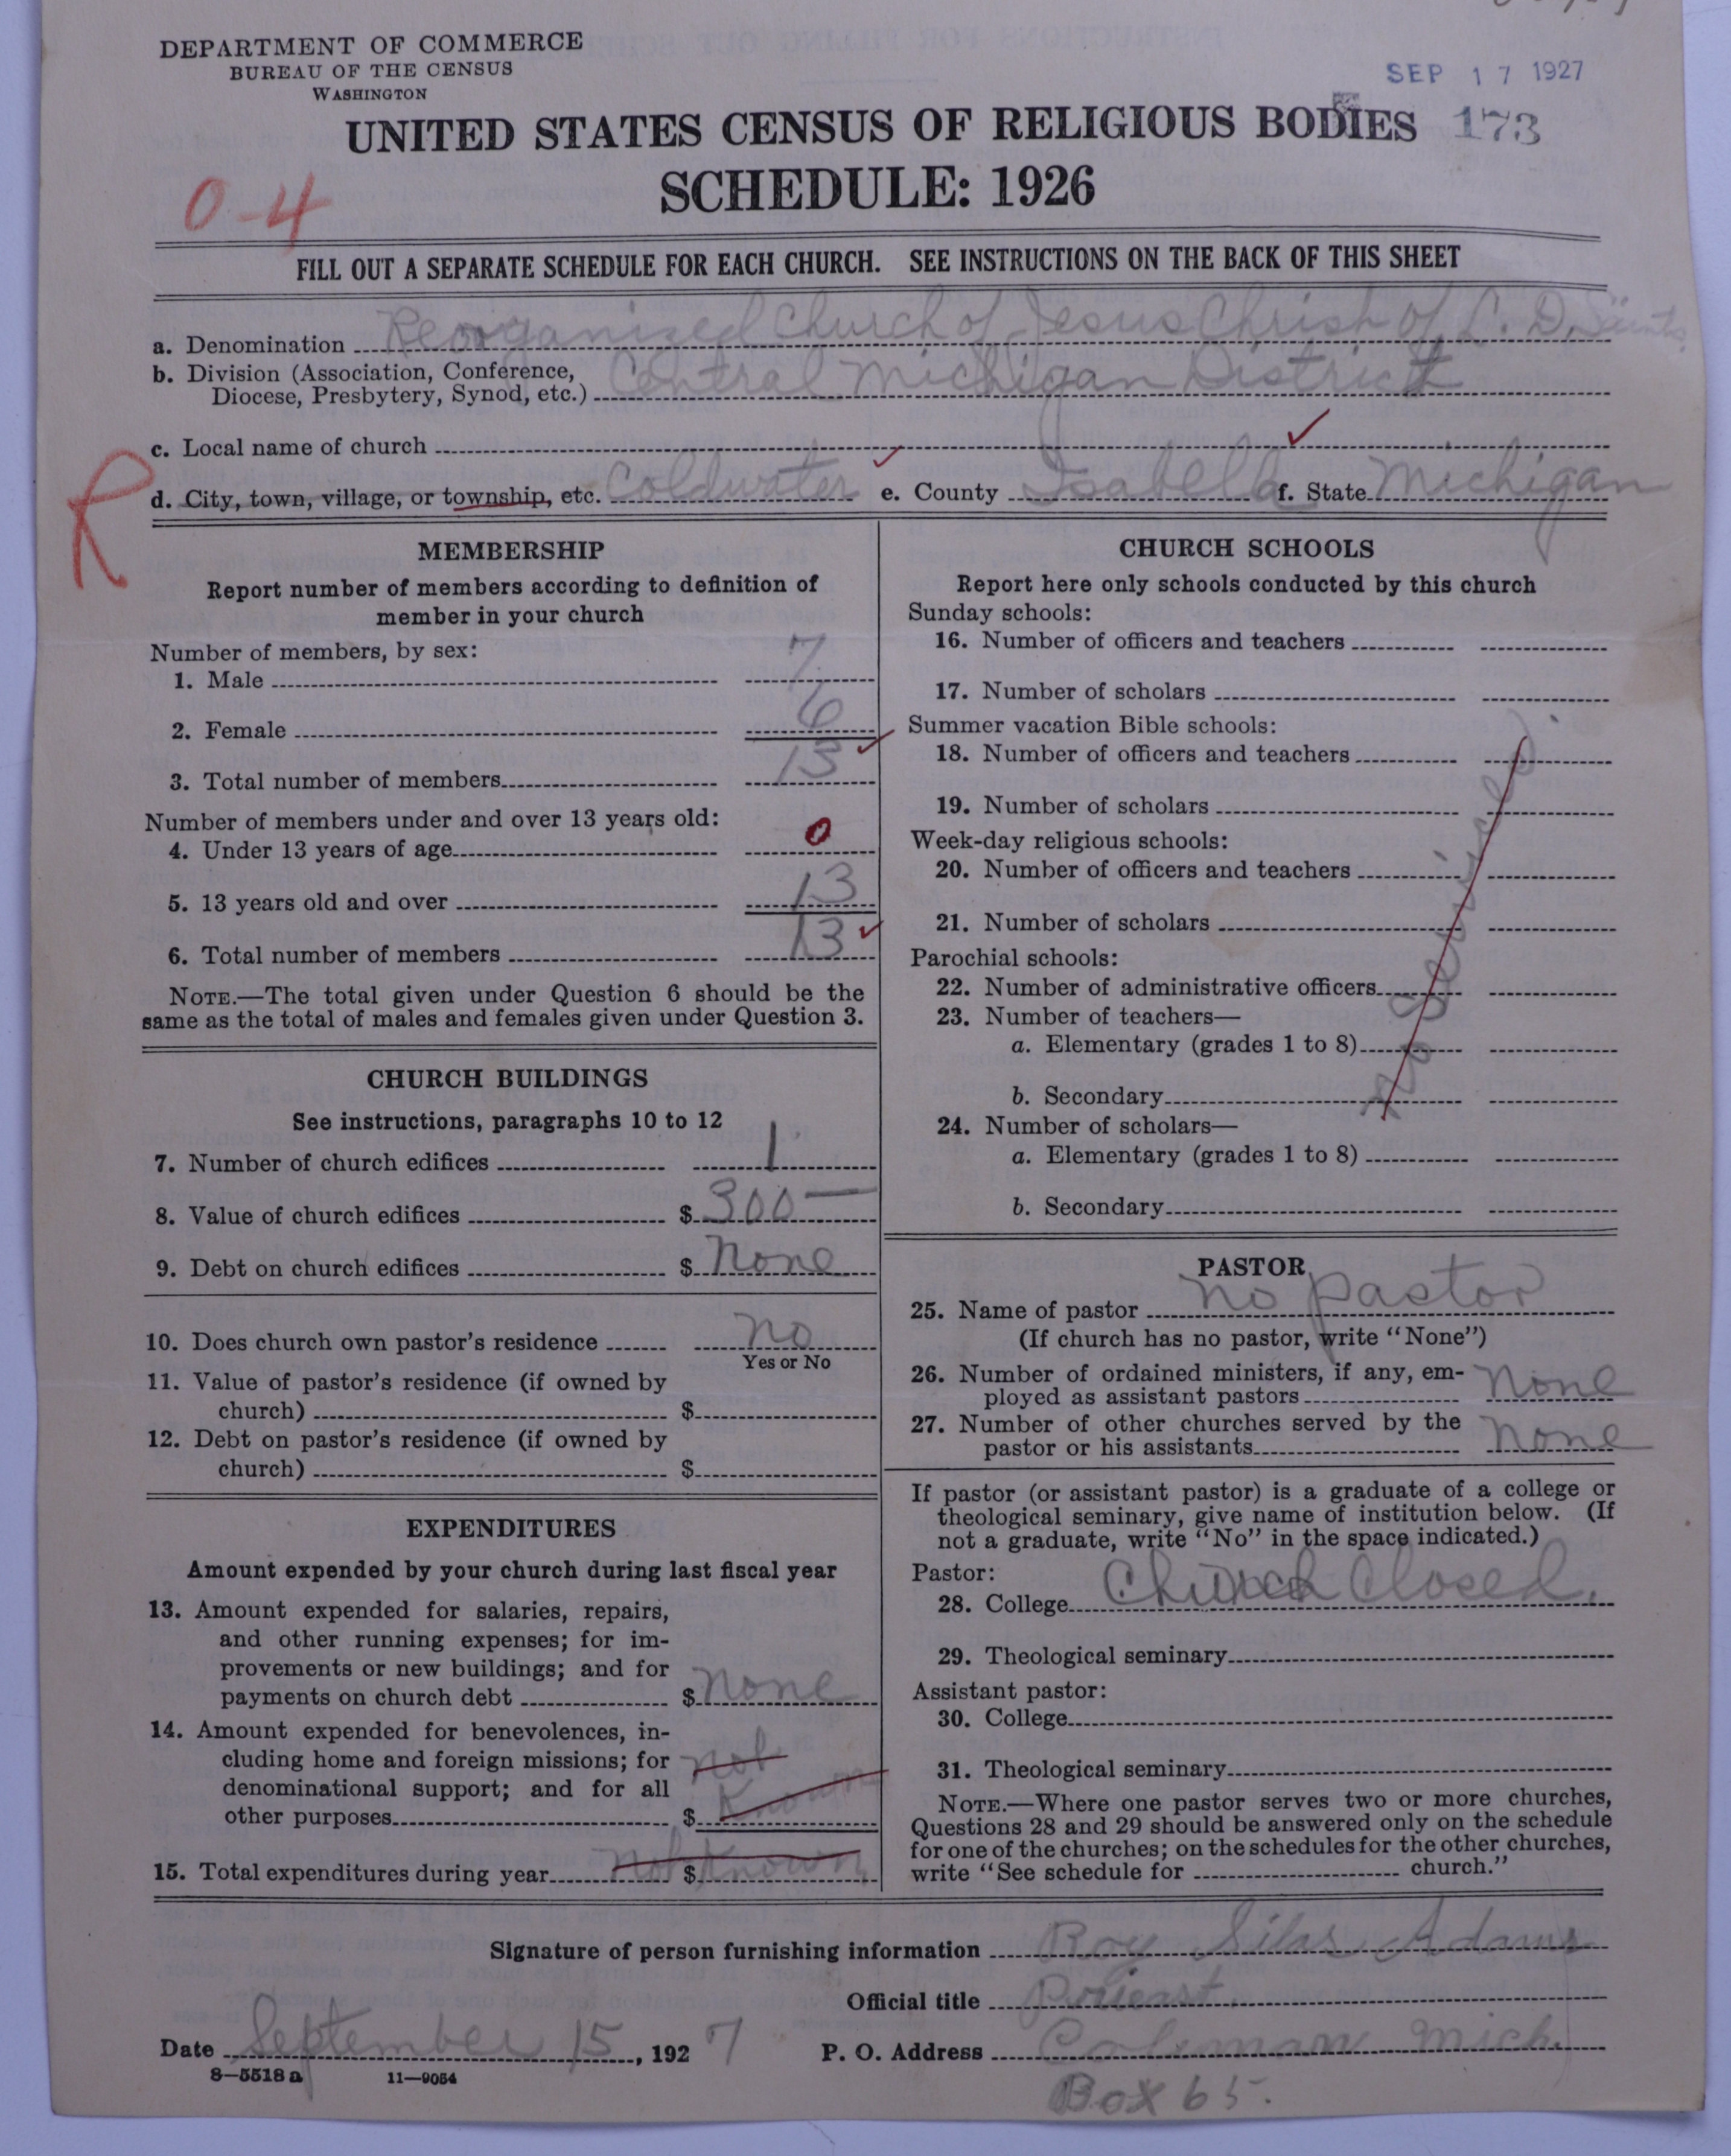 DEPARTMENT OF COMMERCE
BUREAU OF THE CENSUS
WASHINGTON
SEP 17 1927
UNITED STATES CENSUS OF RELIGIOUS BODIES 173
SCHEDULE: 1926
0-4
FILL OUT A SEPARATE SCHEDULE FOR EACH CHURCH. SEE INSTRUCTIONS ON THE BACK OF THIS SHEET
a. Denomination Reorganized Church of Jesus Christ of L. D. Saints
b. Division (Association, Conference,
Diocese, Presbytery, Synod, etc.) Central Michigan District
c. Local name of church
R
d. City, town, village, or township, etc. Coldwater e. County Isabella f. State Michigan
MEMBERSHIP
Report number of members according to definition of
member in your church
Number of members, by sex:
1. Male 7
2. Female 6
3. Total number of members 13
Number of members under and over 13 years old:
4. Under 13 years of age 0
5. 13 years old and over 13
6. Total number of members 13
NOTE.—The total given under Question 6 should be the
same as the total of males and females given under Question 3.
CHURCH BUILDINGS
See instructions, paragraphs 10 to 12
7. Number of church edifices 1
8. Value of church edifices $ 300—
9. Debt on church edifices $ None
10. Does church own pastor's residence no
Yes or No
11. Value of pastor's residence (if owned by
church) $
12. Debt on pastor's residence (if owned by
church) $
EXPENDITURES
Amount expended by your church during last fiscal year
13. Amount expended for salaries, repairs,
and other running expenses; for im-
provements or new buildings; and for
payments on church debt $ none
14. Amount expended for benevolences, in-
cluding home and foreign missions; for not
denominational support; and for all
other purposes $ Known
15. Total expenditures during year not $ Known
CHURCH SCHOOLS
Report here only schools conducted by this church
Sunday schools:
16. Number of officers and teachers
17. Number of scholars
Summer vacation Bible schools:
18. Number of officers and teachers
19. Number of scholars
Week-day religious schools:
20. Number of officers and teachers
21. Number of scholars
Parochial schools:
22. Number of administrative officers
23. Number of teachers—
a. Elementary (grades 1 to 8)
b. Secondary
24. Number of scholars—
a. Elementary (grades 1 to 8)
b. Secondary
PASTOR
25. Name of pastor no pastor
(If church has no pastor, write "None")
26. Number of ordained ministers, if any, em-
ployed as assistant pastors None
27. Number of other churches served by the
pastor or his assistants None
If pastor (or assistant pastor) is a graduate of a college or
theological seminary, give name of institution below. (If
not a graduate, write "No" in the space indicated.)
Pastor:
28. College Church Closed.
29. Theological seminary
Assistant pastor:
30. College
31. Theological seminary
NOTE.—Where one pastor serves two or more churches,
Questions 28 and 29 should be answered only on the schedule
for one of the churches; on the schedules for the other churches,
write "See schedule for church."
Signature of person furnishing information Roy Silas Adams
Official title Prieast
Date September 15, 1927 P. O. Address Coleman Mich.
8—5518 a 11—9054
Box 65.